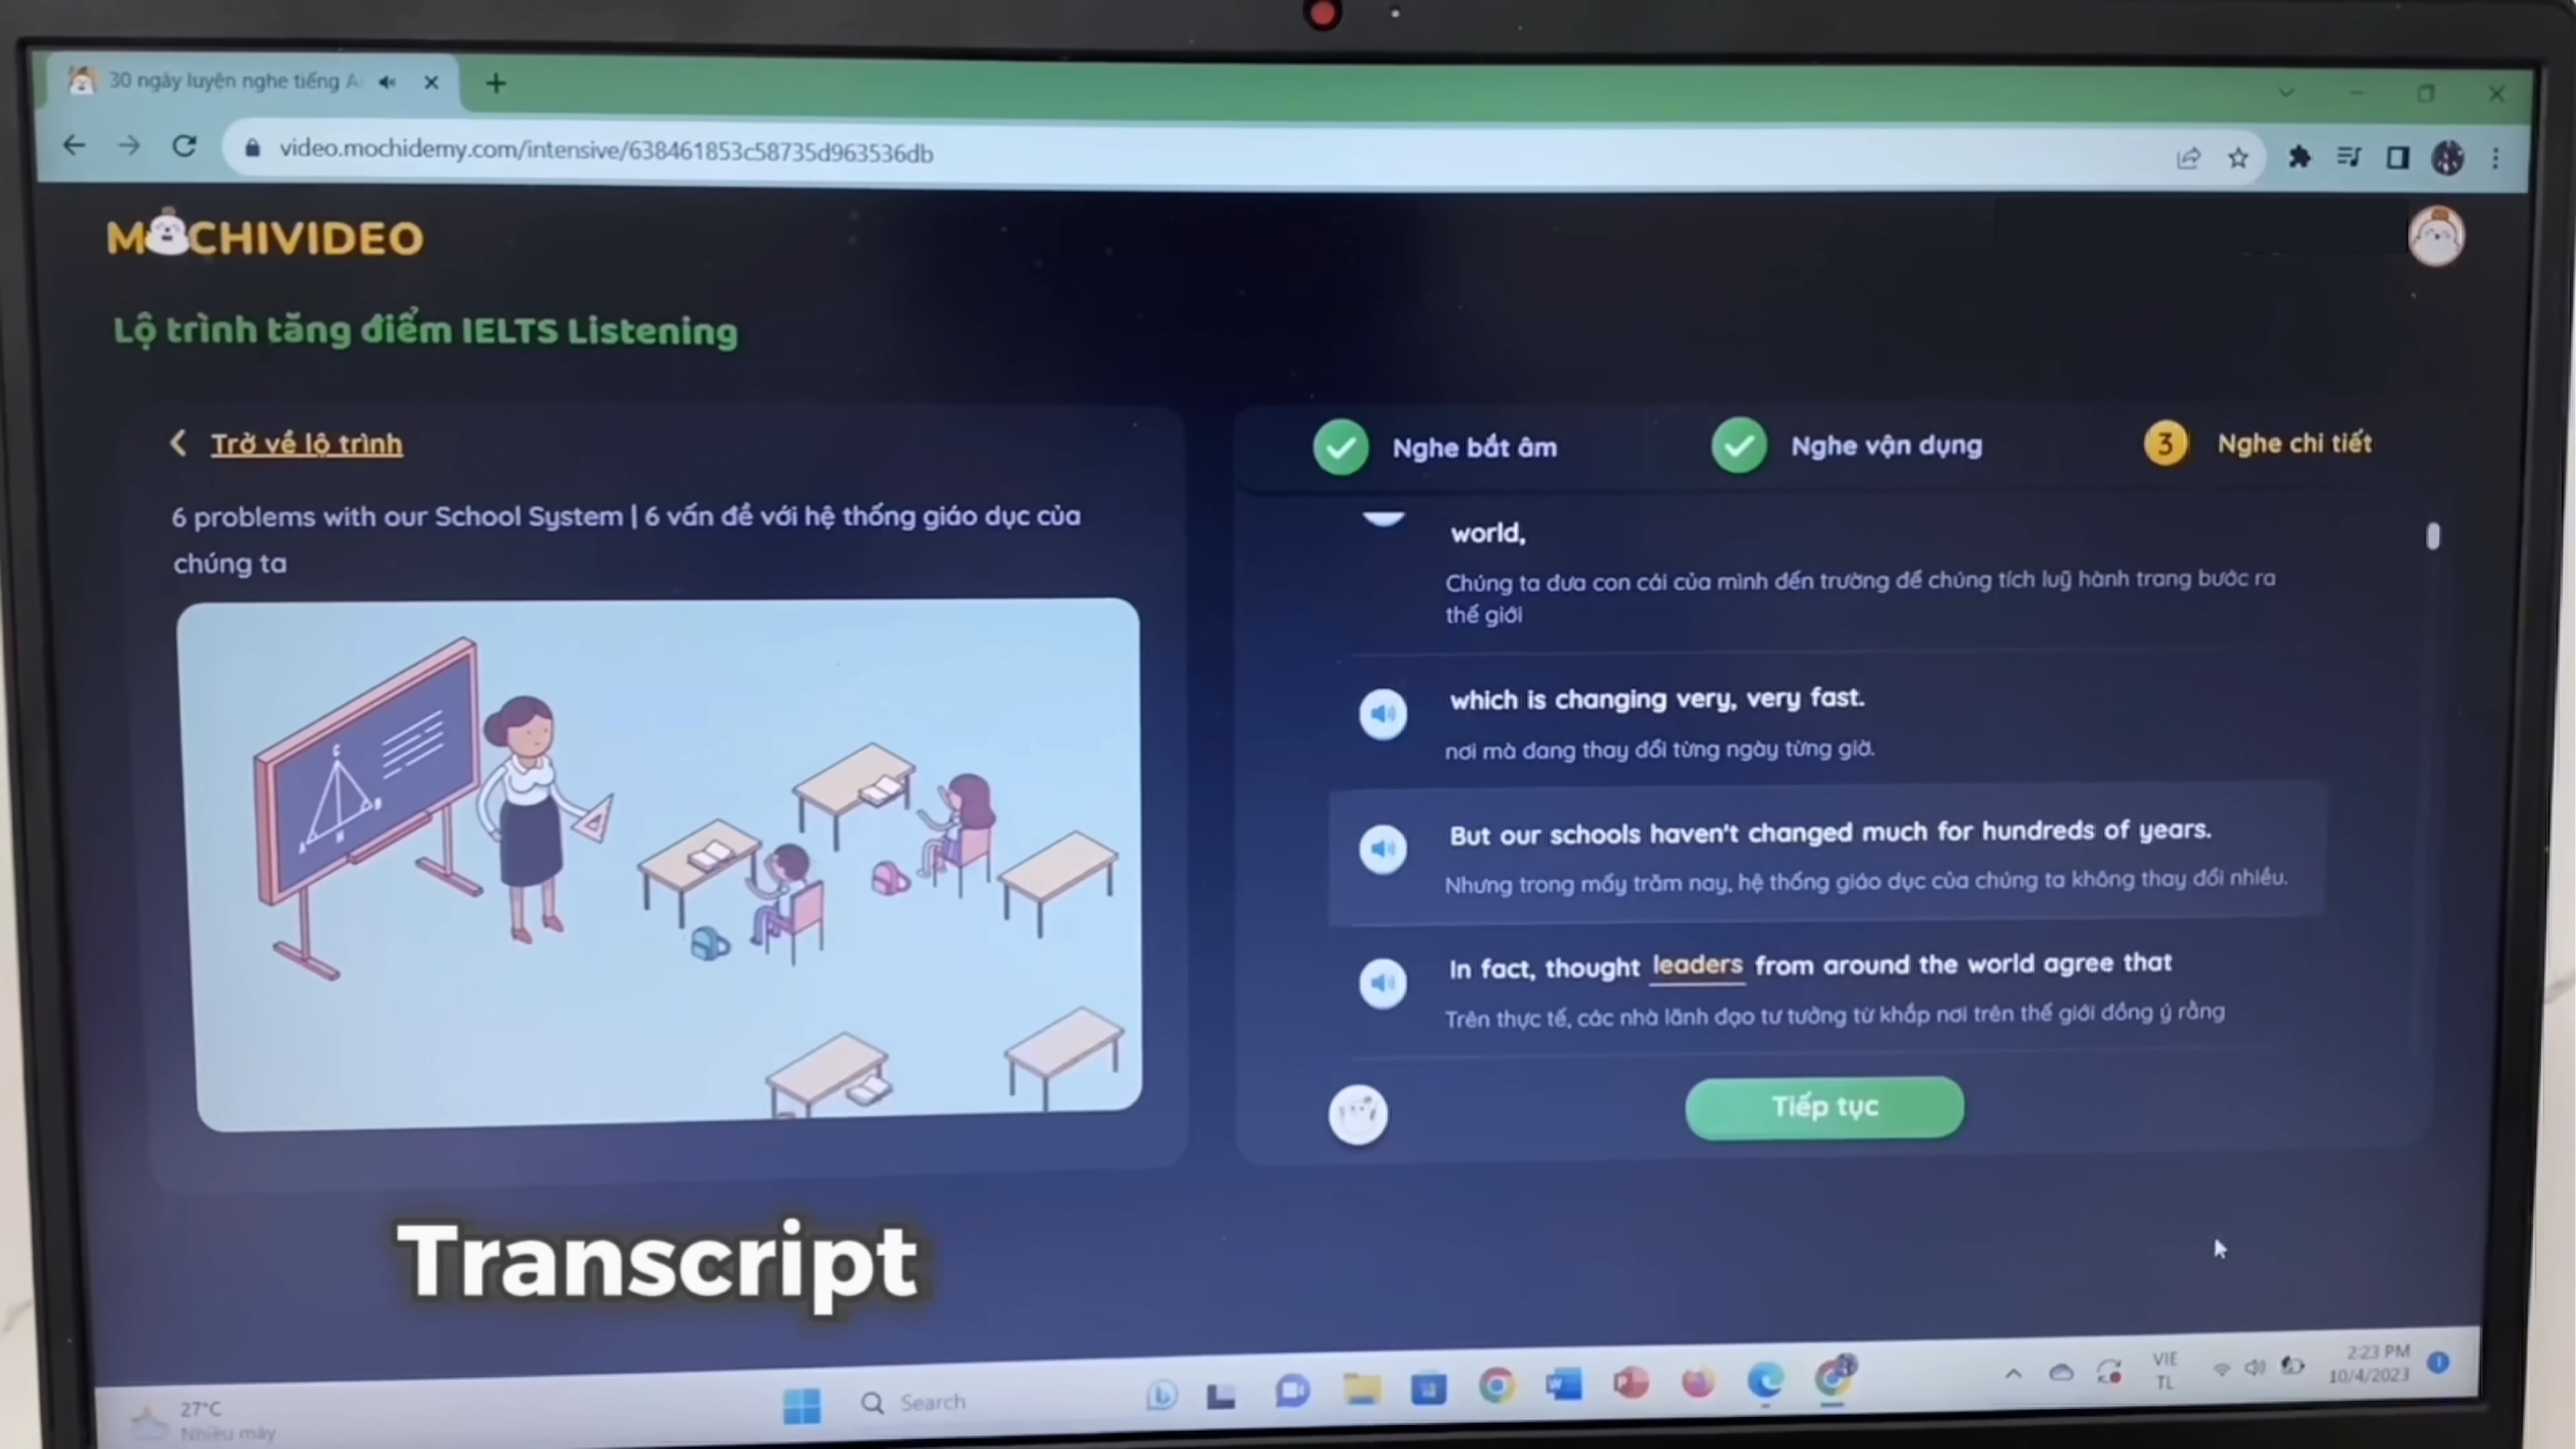 30 ngày luyện nghe tiếng A
video.mochidemy.com/intensive/638461853c58735d963536db
MOCHIVIDEO
Lộ trình tăng điểm IELTS Listening
Trở về lộ trình
6 problems with our School System | 6 vấn đề với hệ thống giáo dục của
chúng ta
C
A
H
B
Nghe bắt âm
Nghe vận dụng
3 Nghe chi tiết
world,
Chúng ta đưa con cái của mình đến trường để chúng tích luỹ hành trang bước ra
thế giới
which is changing very, very fast.
nơi mà đang thay đổi từng ngày từng giờ.
But our schools haven't changed much for hundreds of years.
Nhưng trong mấy trăm nay, hệ thống giáo dục của chúng ta không thay đổi nhiều.
In fact, thought leaders from around the world agree that
Trên thực tế, các nhà lãnh đạo tư tưởng từ khắp nơi trên thế giới đồng ý rằng
Tiếp tục
Transcript
27°C
Nhiều mây
Search
VIE
TL
2:23 PM
10/4/2023